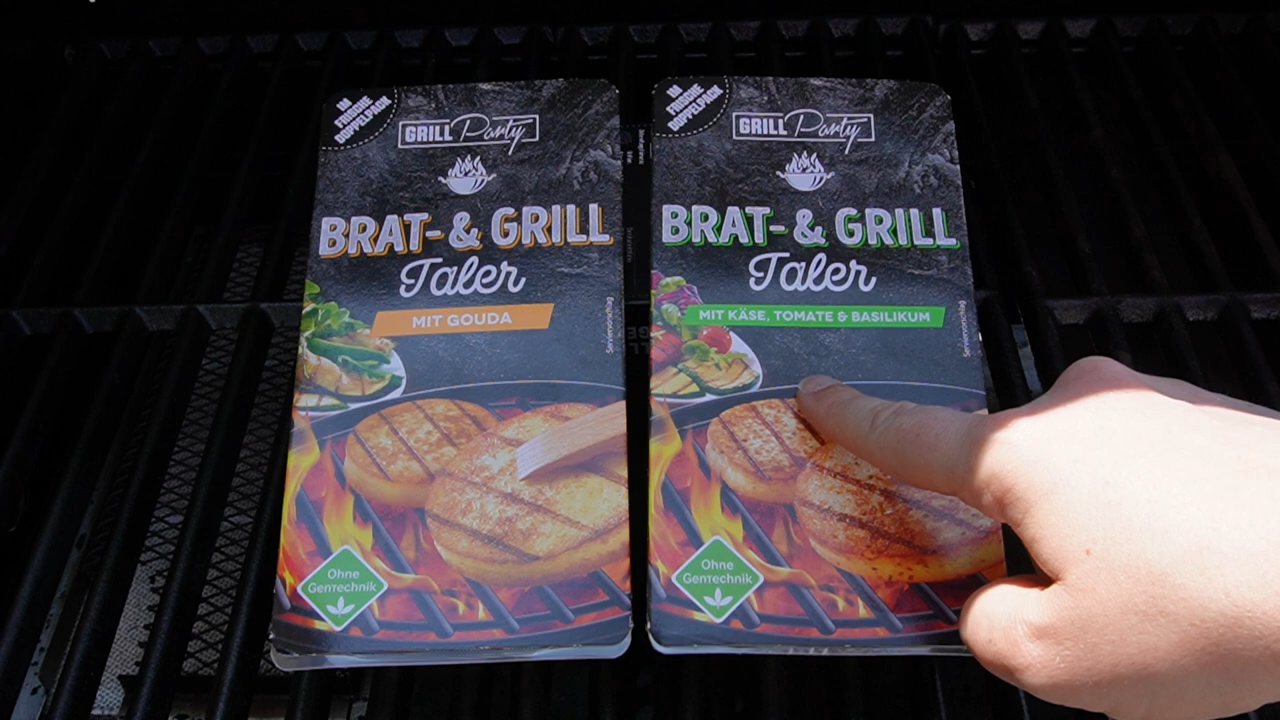 IM
FRISCHE
DOPPELPACK
GRILL Party
BRAT- & GRILL
Taler
MIT GOUDA
Serviervorschlag
Ohne
GenTechnik
IM
FRISCHE
DOPPELPACK
GRILL Party
BRAT- & GRILL
Taler
MIT KÄSE, TOMATE & BASILIKUM
Serviervorschlag
Ohne
GenTechnik